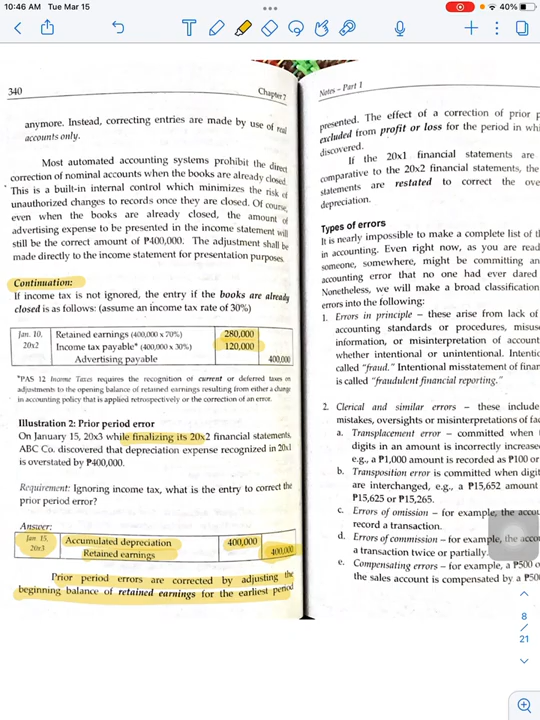 10:46 AM Tue Mar 15
40%
340
Chapter 7
anymore. Instead, correcting entries are made by use of real
accounts only.
Most automated accounting systems prohibit the direct
correction of nominal accounts when the books are already closed.
This is a built-in internal control which minimizes the risk of
unauthorized changes to records once they are closed. Of course,
even when the books are already closed, the amount of
advertising expense to be presented in the income statement will
still be the correct amount of ₱400,000. The adjustment shall be
made directly to the income statement for presentation purposes.
Continuation:
If income tax is not ignored, the entry if the books are already
closed is as follows: (assume an income tax rate of 30%)
Jan. 10, Retained earnings (400,000 x 70%) 280,000
20x2 Income tax payable* (400,000 x 30%) 120,000
Advertising payable 400,000
*PAS 12 Income Taxes requires the recognition of current or deferred taxes on
adjustments to the opening balance of retained earnings resulting from either a change
in accounting policy that is applied retrospectively or the correction of an error.
Illustration 2: Prior period error
On January 15, 20x3 while finalizing its 20x2 financial statements,
ABC Co. discovered that depreciation expense recognized in 20x1
is overstated by ₱400,000.
Requirement: Ignoring income tax, what is the entry to correct the
prior period error?
Answer:
Jan. 15, Accumulated depreciation 400,000
20x3 Retained earnings 400,000
Prior period errors are corrected by adjusting the
beginning balance of retained earnings for the earliest period
Notes – Part 1
presented. The effect of a correction of prior
excluded from profit or loss for the period in
discovered.
If the 20x1 financial statements are
comparative to the 20x2 financial statements, the
statements are restated to correct the
depreciation.
Types of errors
It is nearly impossible to make a complete list of
in accounting. Even right now, as you are read
someone, somewhere, might be committing an
accounting error that no one had ever dared
Nonetheless, we will make a broad classification
errors into the following:
1. Errors in principle – these arise from lack of
accounting standards or procedures,
information, or misinterpretation of
whether intentional or unintentional.
called "fraud." Intentional misstatement of
is called "fraudulent financial reporting."
2. Clerical and similar errors – these include
mistakes, oversights or misinterpretations of
a. Transplacement error – committed when
digits in an amount is incorrectly
e.g., a ₱1,000 amount is recorded as ₱100 or
b. Transposition error is committed when
are interchanged, e.g., a ₱15,652 amount
₱15,625 or ₱15,265.
c. Errors of omission – for example, the
record a transaction.
d. Errors of commission – for example, the
a transaction twice or partially.
e. Compensating errors – for example, a ₱500
the sales account is compensated by a
8
/
21